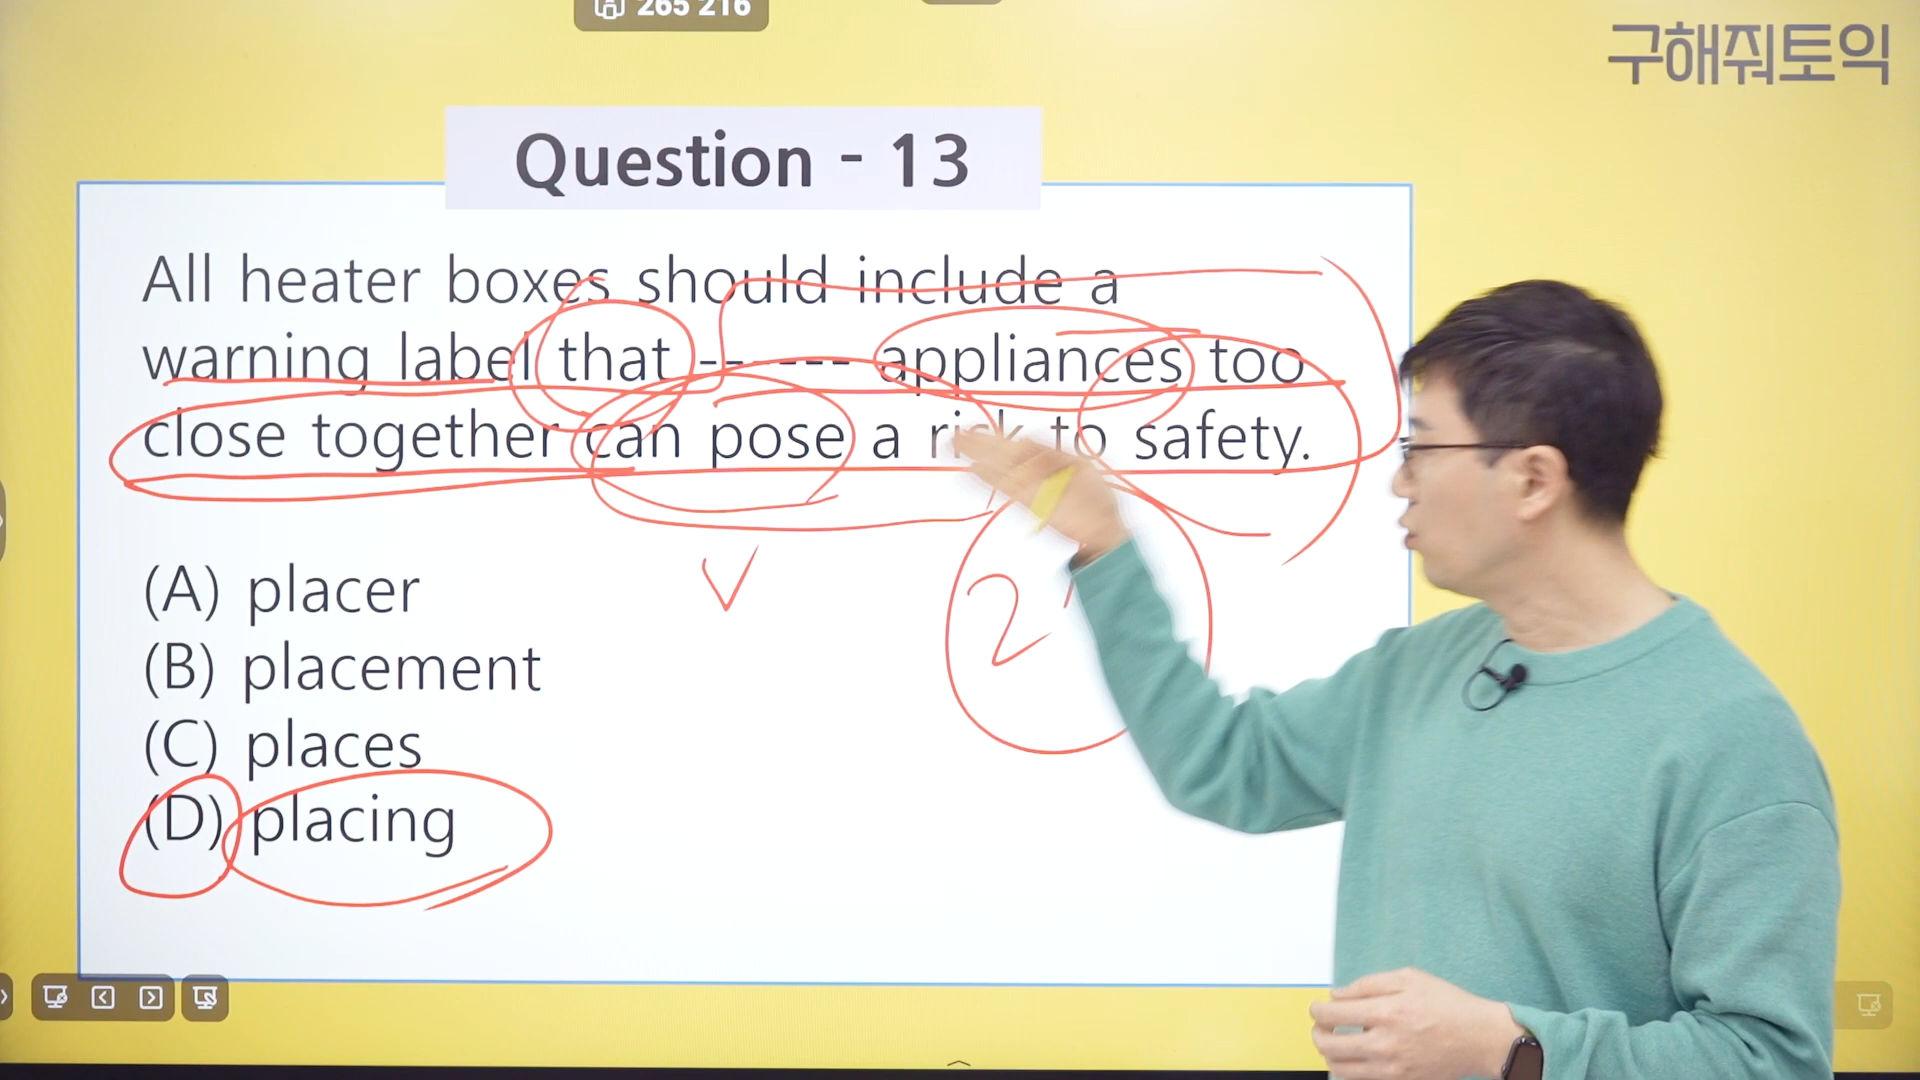 265 216
구해줘토익
Question - 13
All heater boxes should include a
warning label that ------ appliances too
close together can pose a risk to safety.
(A) placer
(B) placement
(C) places
(D) placing
V
2